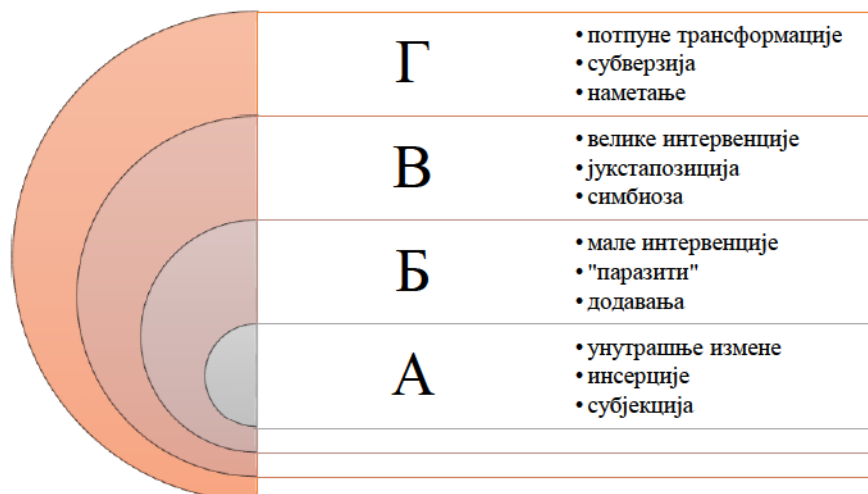 Г
• потпуне трансформације
• субверзија
• наметање
В
• велике интервенције
• јукстапозиција
• симбиоза
Б
• мале интервенције
• "паразити"
• додавања
А
• унутрашње измене
• инсерције
• субјекција